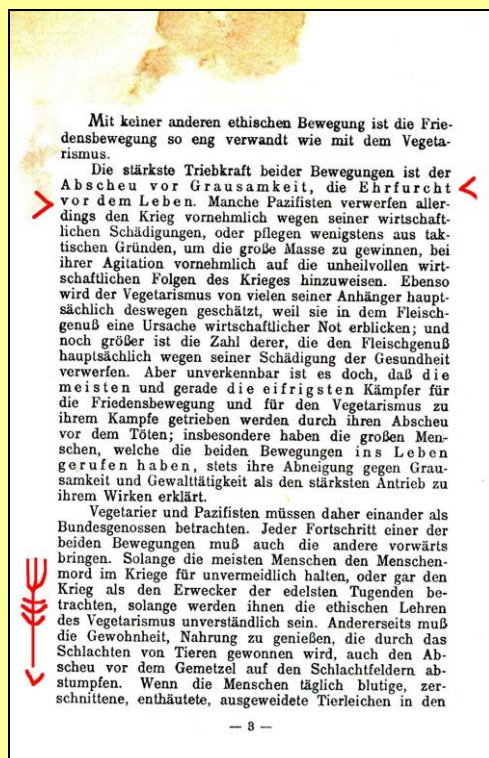 Mit keiner anderen ethischen Bewegung ist die Frie-
densbewegung so eng verwandt wie mit dem Vegeta-
rismus.
Die stärkste Triebkraft beider Bewegungen ist der
Abscheu vor Grausamkeit, die Ehrfurcht
vor dem Leben. Manche Pazifisten verwerfen aller-
dings den Krieg vornehmlich wegen seiner wirtschaft-
lichen Schädigungen, oder pflegen wenigstens aus tak-
tischen Gründen, um die große Masse zu gewinnen, bei
ihrer Agitation vornehmlich auf die unheilvollen wirt-
schaftlichen Folgen des Krieges hinzuweisen. Ebenso
wird der Vegetarismus von vielen seiner Anhänger haupt-
sächlich deswegen geschätzt, weil sie in dem Fleisch-
genuß eine Ursache wirtschaftlicher Not erblicken; und
noch größer ist die Zahl derer, die den Fleischgenuß
hauptsächlich wegen seiner Schädigung der Gesundheit
verwerfen. Aber unverkennbar ist es doch, daß die
meisten und gerade die eifrigsten Kämpfer für
die Friedensbewegung und für den Vegetarismus zu
ihrem Kampfe getrieben werden durch ihren Abscheu
vor dem Töten; insbesondere haben die großen Men-
schen, welche die beiden Bewegungen ins Leben
gerufen haben, stets ihre Abneigung gegen Grau-
samkeit und Gewalttätigkeit als den stärksten Antrieb zu
ihrem Wirken erklärt.
Vegetarier und Pazifisten müssen daher einander als
Bundesgenossen betrachten. Jeder Fortschritt einer der
beiden Bewegungen muß auch die andere vorwärts
bringen. Solange die meisten Menschen den Menschen-
mord im Kriege für unvermeidlich halten, oder gar den
Krieg als den Erwecker der edelsten Tugenden be-
trachten, solange werden ihnen die ethischen Lehren
des Vegetarismus unverständlich sein. Andererseits muß
die Gewohnheit, Nahrung zu genießen, die durch das
Schlachten von Tieren gewonnen wird, auch den Ab-
scheu vor dem Gemetzel auf den Schlachtfeldern ab-
stumpfen. Wenn die Menschen täglich blutige, zer-
schnittene, enthäutete, ausgeweidete Tierleichen in den
— 3 —